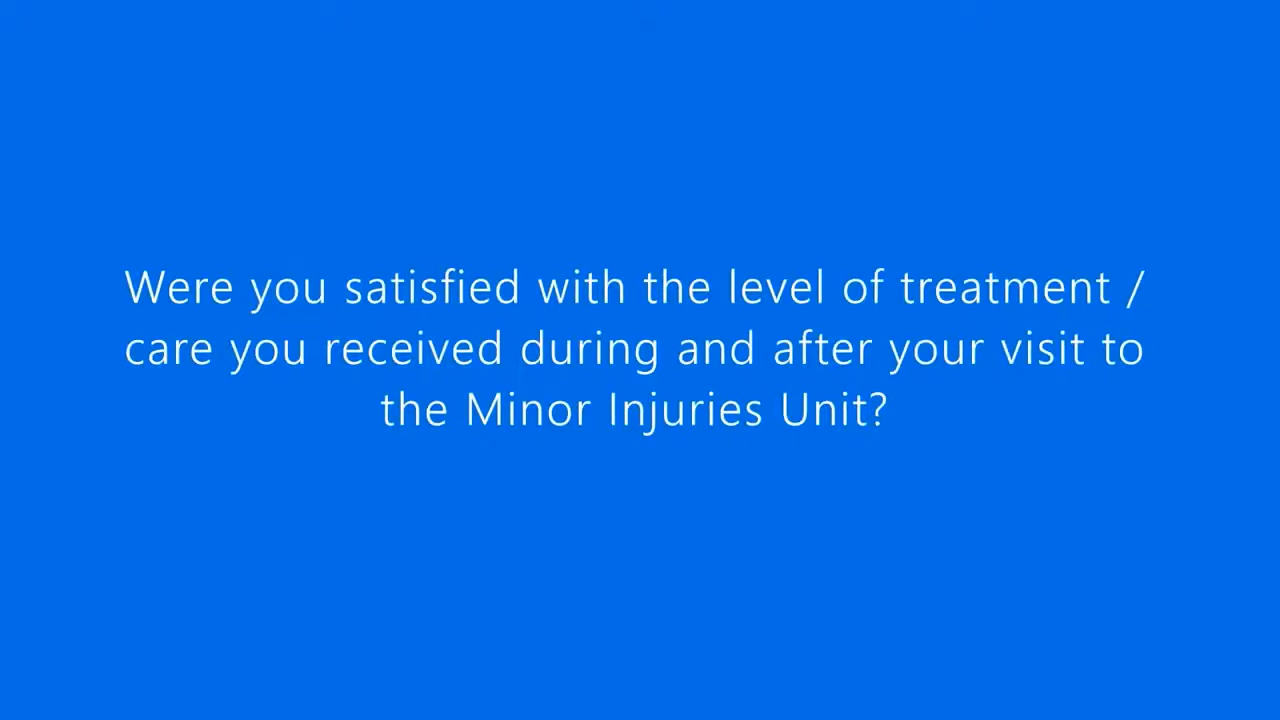 Were you satisfied with the level of treatment /
care you received during and after your visit to
the Minor Injuries Unit?